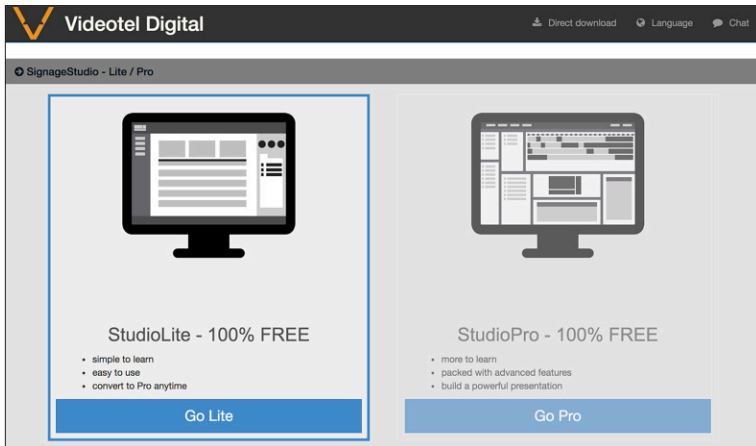 Videotel Digital
Direct download
Language
Chat
SignageStudio - Lite / Pro
StudioLite - 100% FREE
simple to learn
easy to use
convert to Pro anytime
Go Lite
StudioPro - 100% FREE
more to learn
packed with advanced features
build a powerful presentation
Go Pro